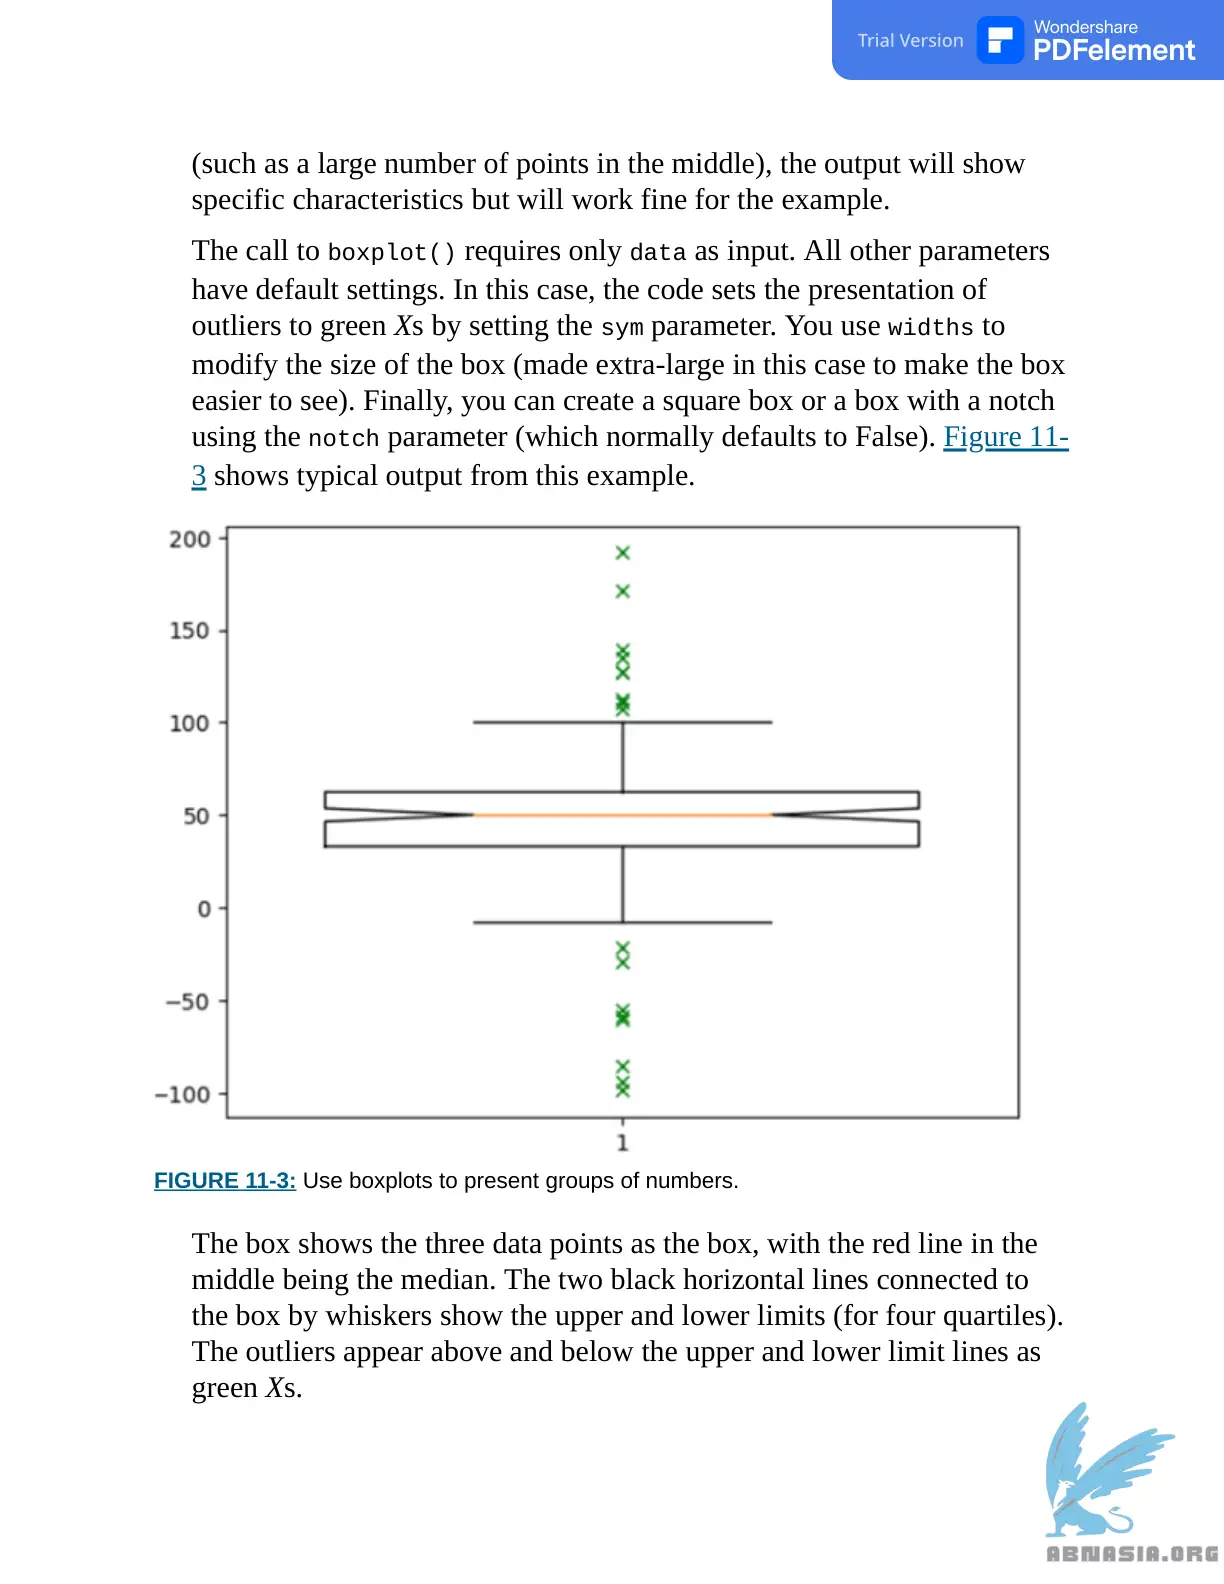 Trial Version
Wondershare
PDFelement
(such as a large number of points in the middle), the output will show
specific characteristics but will work fine for the example.
The call to boxplot() requires only data as input. All other parameters
have default settings. In this case, the code sets the presentation of
outliers to green Xs by setting the sym parameter. You use widths to
modify the size of the box (made extra-large in this case to make the box
easier to see). Finally, you can create a square box or a box with a notch
using the notch parameter (which normally defaults to False). Figure 11-
3 shows typical output from this example.
200
150
100
50
0
−50
−100
1
FIGURE 11-3: Use boxplots to present groups of numbers.
The box shows the three data points as the box, with the red line in the
middle being the median. The two black horizontal lines connected to
the box by whiskers show the upper and lower limits (for four quartiles).
The outliers appear above and below the upper and lower limit lines as
green Xs.
ABNASIA.ORG